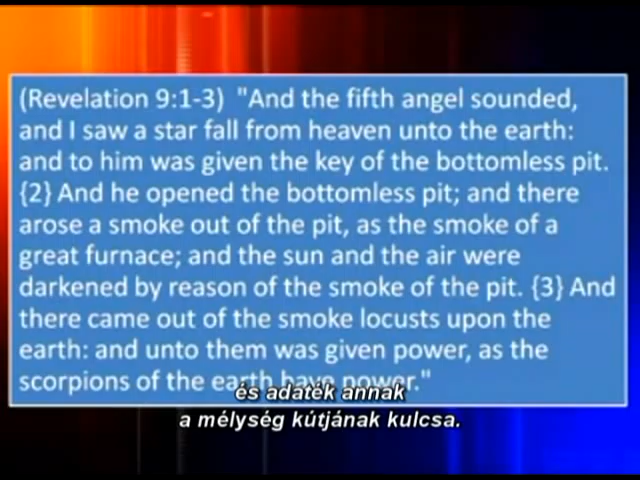 (Revelation 9:1-3)  "And the fifth angel sounded,
and I saw a star fall from heaven unto the earth:
and to him was given the key of the bottomless pit.
{2} And he opened the bottomless pit; and there
arose a smoke out of the pit, as the smoke of a
great furnace; and the sun and the air were
darkened by reason of the smoke of the pit. {3} And
there came out of the smoke locusts upon the
earth: and unto them was given power, as the
scorpions of the earth have power."
és adaték annak
a mélység kútjának kulcsa.